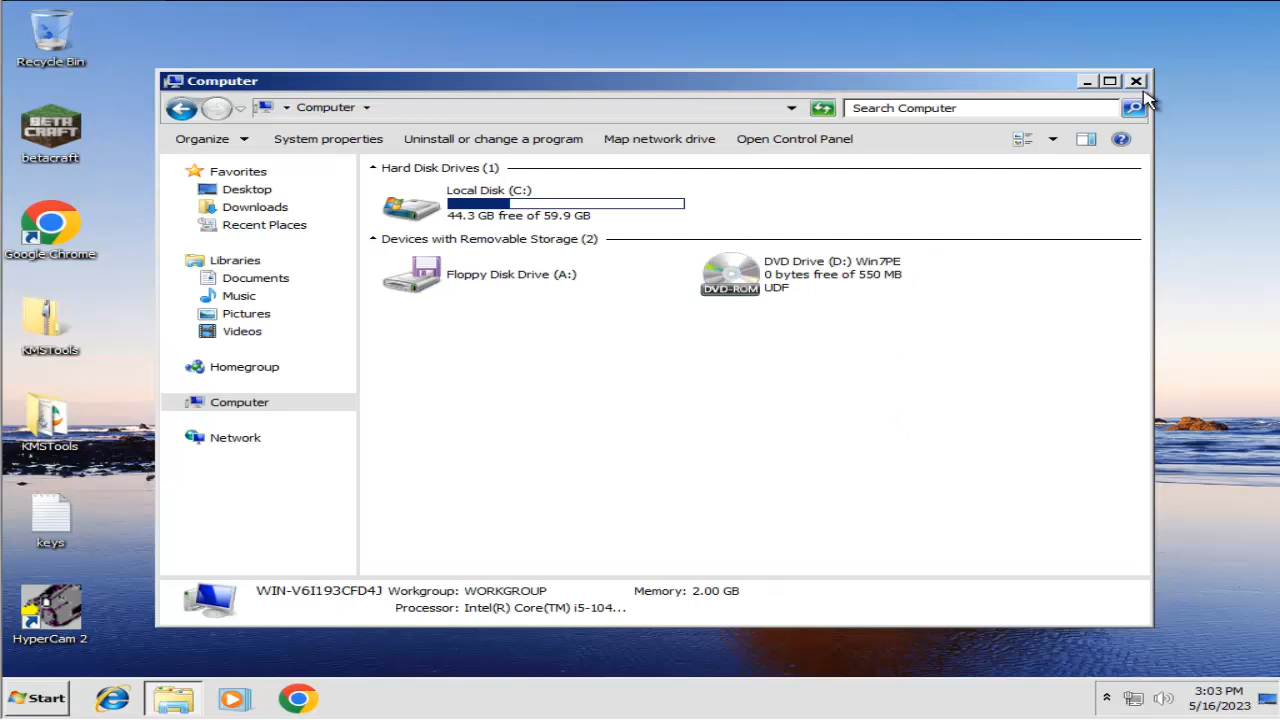 Recycle Bin
BETA
CRAFT
betacraft
Google Chrome
KMSTools
KMSTools
keys
HyperCam 2
Computer
Computer
Search Computer
Organize
System properties
Uninstall or change a program
Map network drive
Open Control Panel
Favorites
Desktop
Downloads
Recent Places
Libraries
Documents
Music
Pictures
Videos
Homegroup
Computer
Network
Hard Disk Drives (1)
Local Disk (C:)
44.3 GB free of 59.9 GB
Devices with Removable Storage (2)
Floppy Disk Drive (A:)
DVD-ROM
DVD Drive (D:) Win7PE
0 bytes free of 550 MB
UDF
WIN-V6I193CFD4J Workgroup: WORKGROUP Memory: 2.00 GB
Processor: Intel(R) Core(TM) i5-104...
Start
3:03 PM
5/16/2023